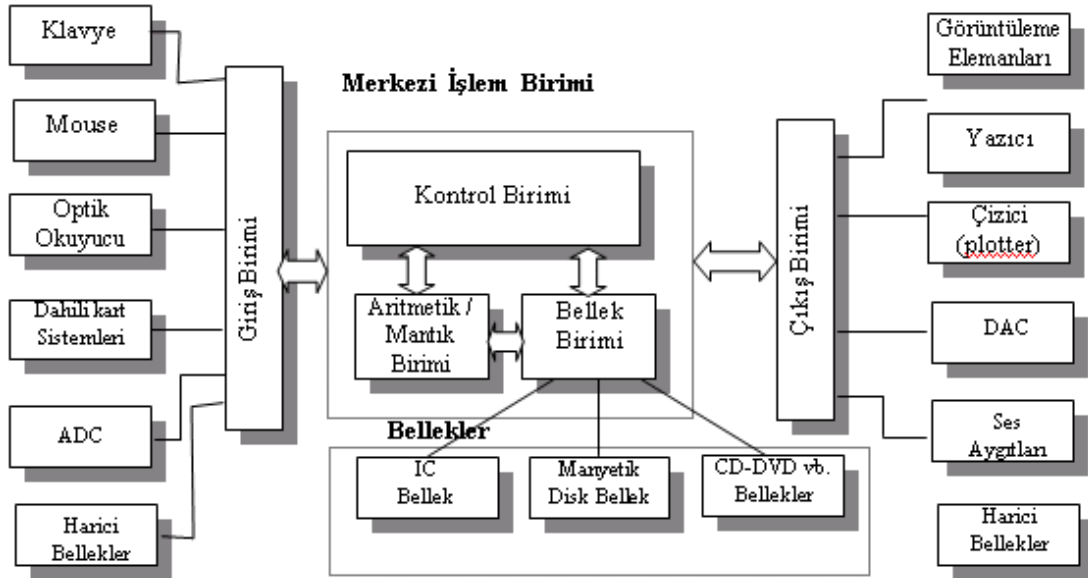 Klavye
Mouse
Optik
Okuyucu
Dahili kart
Sistemleri
ADC
Harici
Bellekler
Giriş Birimi
Merkezi İşlem Birimi
Kontrol Birimi
Aritmetik /
Mantık
Birimi
Bellek
Birimi
Bellekler
IC
Bellek
Manyetik
Disk Bellek
CD-DVD vb.
Bellekler
Çıkış Birimi
Görüntüleme
Elemanları
Yazıcı
Çizici
(plotter)
DAC
Ses
Aygıtları
Harici
Bellekler